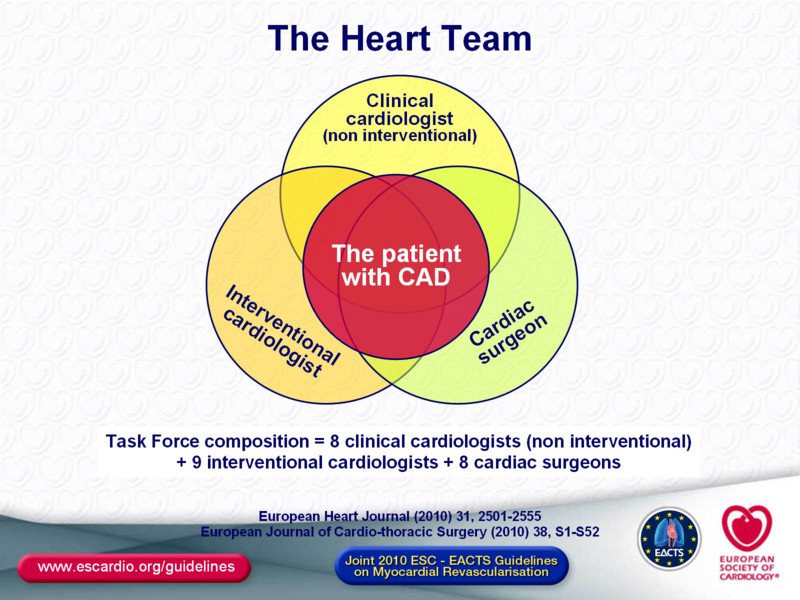 The Heart Team
Clinical
cardiologist
(non interventional)
The patient
with CAD
Interventional
cardiologist
Cardiac
surgeon
Task Force composition = 8 clinical cardiologists (non interventional)
+ 9 interventional cardiologists + 8 cardiac surgeons
European Heart Journal (2010) 31, 2501-2555
European Journal of Cardio-thoracic Surgery (2010) 38, S1-S52
www.escardio.org/guidelines
Joint 2010 ESC - EACTS Guidelines
on Myocardial Revascularisation
EACTS
EUROPEAN
SOCIETY OF
CARDIOLOGY®